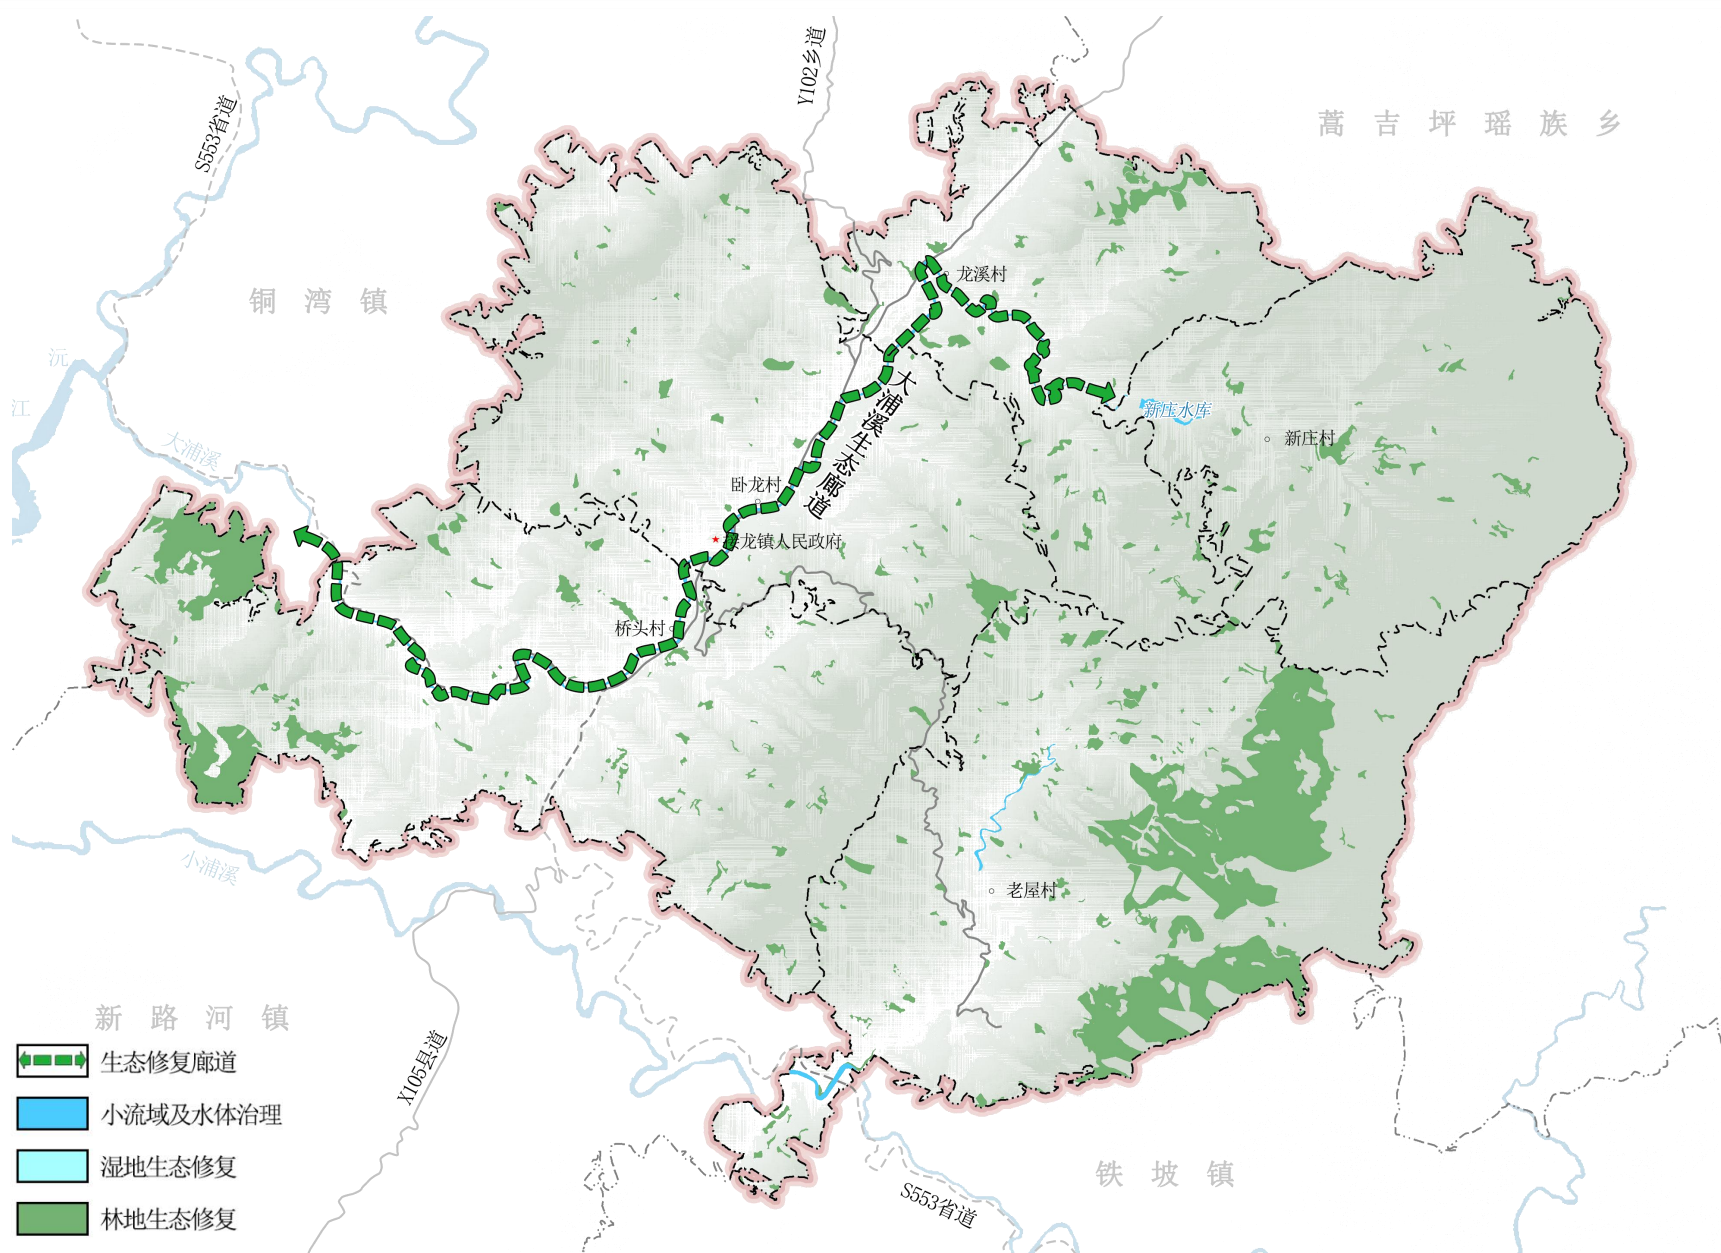 Y102乡道
S553省道
蒿吉坪瑶族乡
龙溪村
铜湾镇
沅
江
大浦溪
大浦溪生态廊道
新庄水库
新庄村
卧龙村
接龙镇人民政府
桥头村
小浦溪
老屋村
新路河镇
X105县道
铁坡镇
S553省道
生态修复廊道
小流域及水体治理
湿地生态修复
林地生态修复